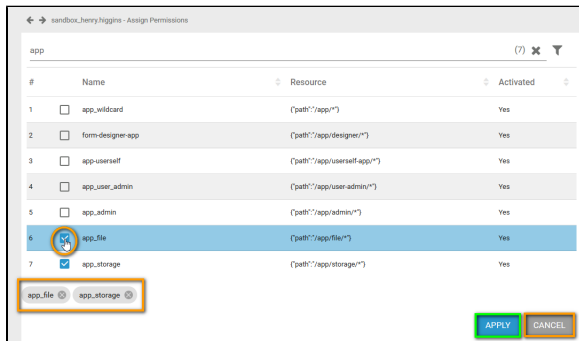 sandbox_henry.higgins - Assign Permissions
app (7)
# Name Resource Activated
1 app_wildcard {"path":"/app/*"} Yes
2 form-designer-app {"path":"/app/designer/*"} Yes
3 app-userself {"path":"/app/userself-app/*"} Yes
4 app_user_admin {"path":"/app/user-admin/*"} Yes
5 app_admin {"path":"/app/admin/*"} Yes
6 app_file {"path":"/app/file/*"} Yes
7 app_storage {"path":"/app/storage/*"} Yes
app_file app_storage
APPLY CANCEL